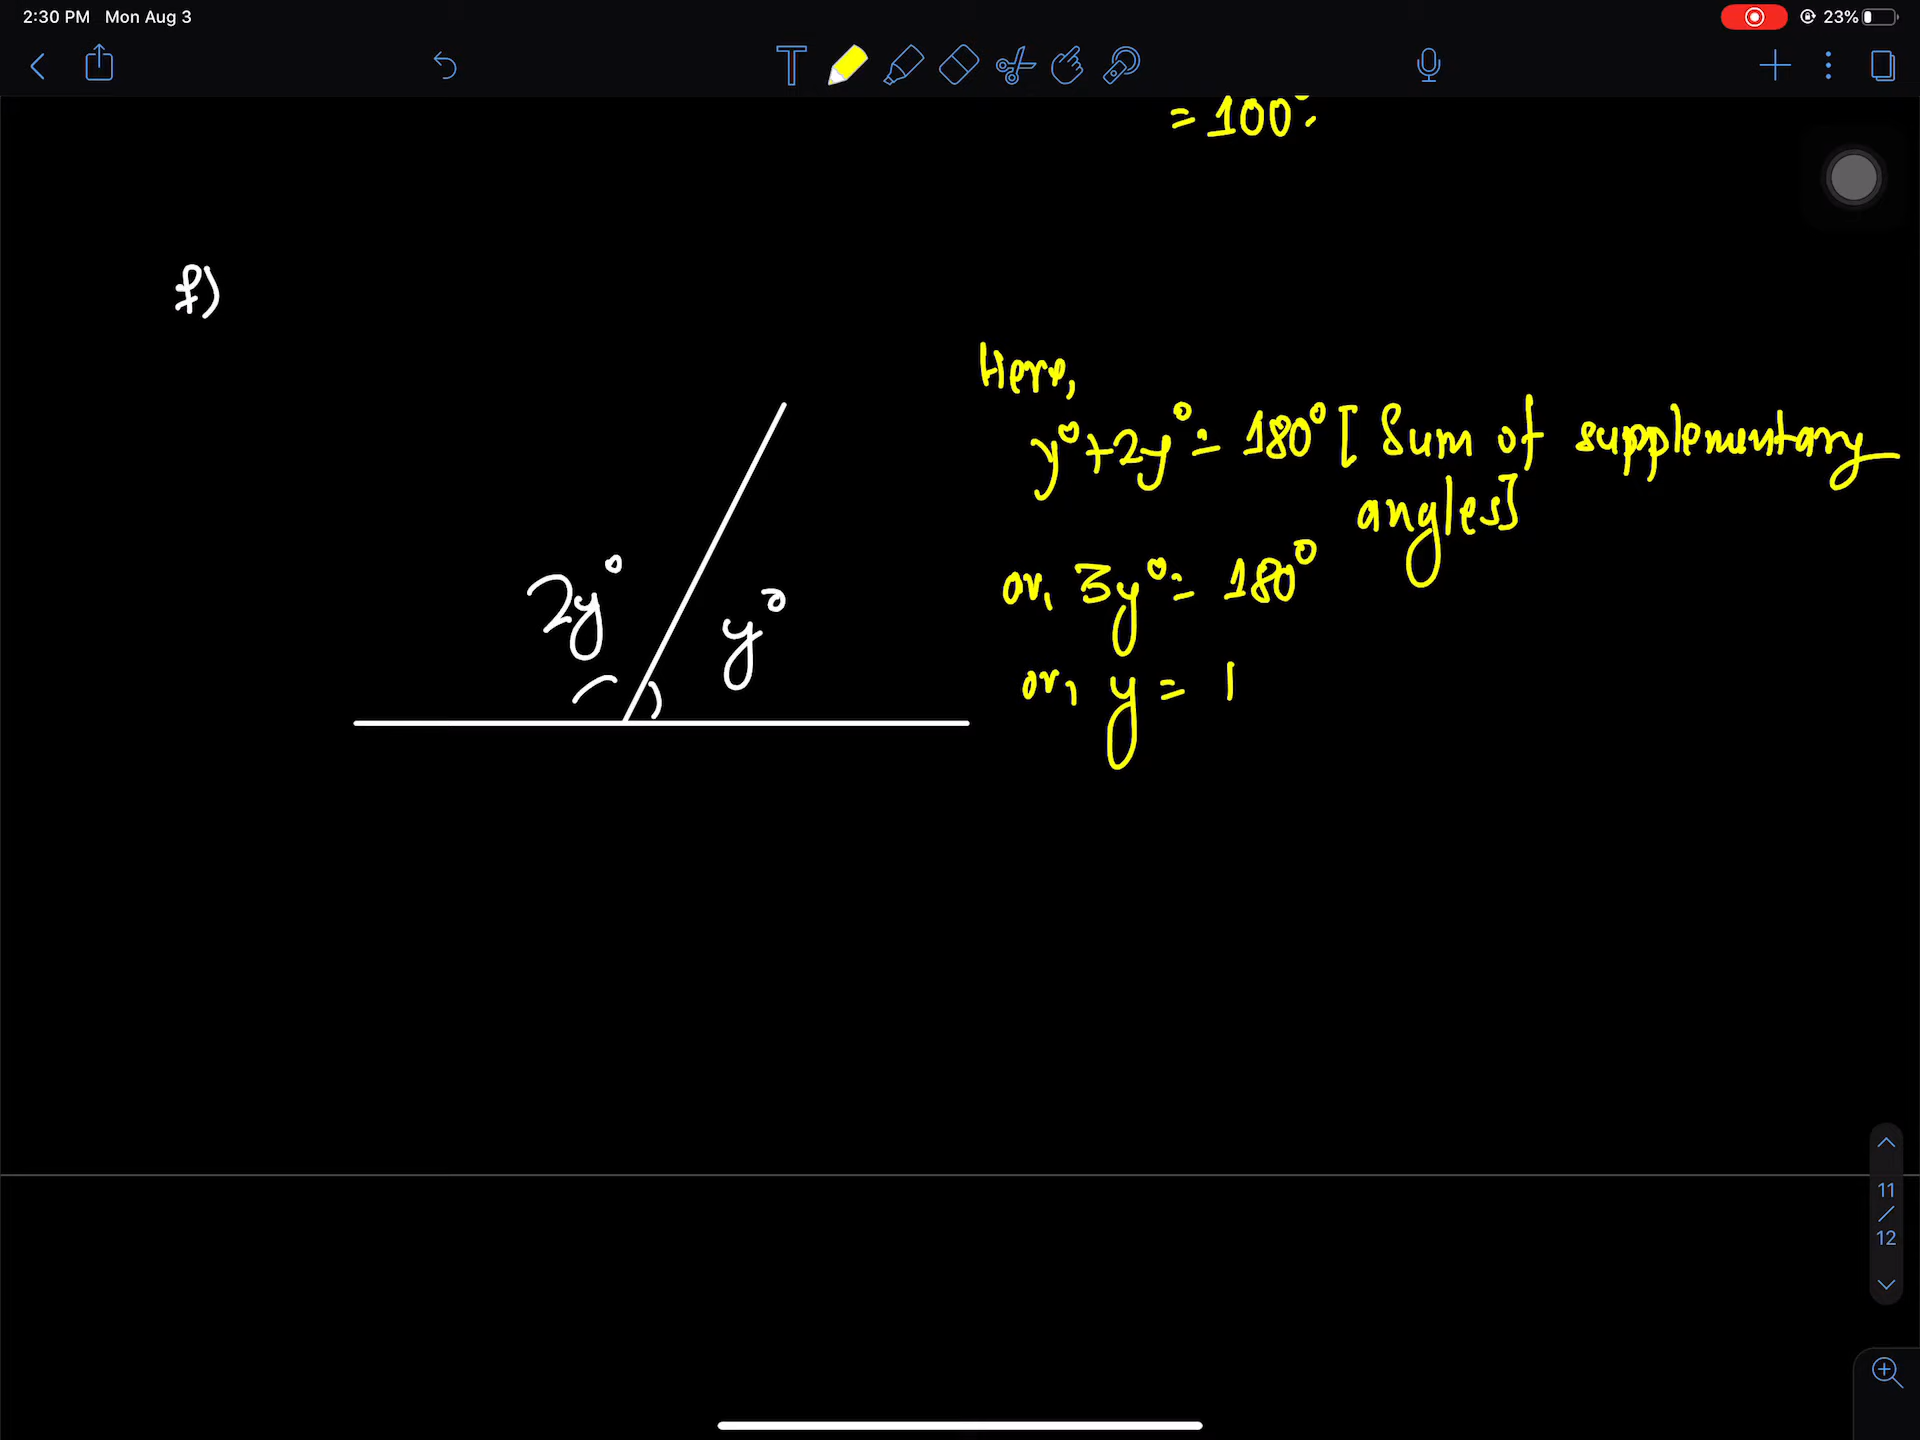 2:30 PM Mon Aug 3
23%
= 100°.
f)
Here,
y° + 2y° = 180° [ Sum of supplementary
angles]
or, 3y° = 180°
or, y = 1
2y°
y°
11
/
12